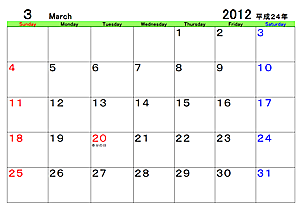 3 March 2012 平成24年
Sunday Monday Tuesday Wednesday Thursday Friday Saturday
1 2 3
4 5 6 7 8 9 10
11 12 13 14 15 16 17
18 19 20 21 22 23 24
春分の日
25 26 27 28 29 30 31